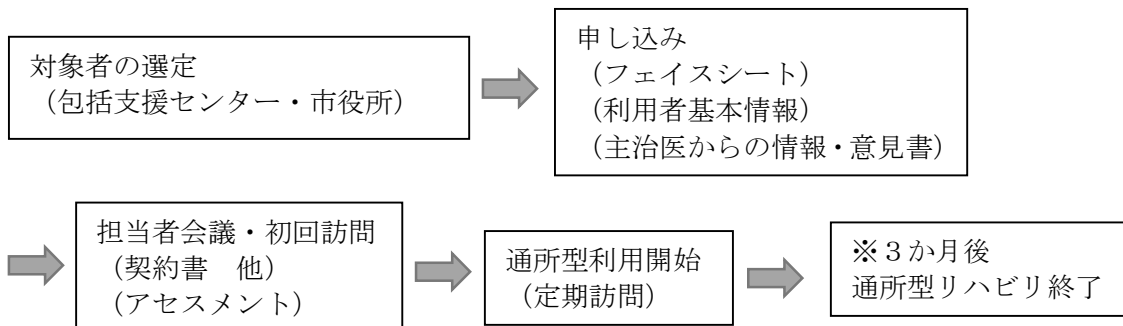 対象者の選定
（包括支援センター・市役所）
申し込み
（フェイスシート）
（利用者基本情報）
（主治医からの情報・意見書）
担当者会議・初回訪問
（契約書　他）
（アセスメント）
通所型利用開始
（定期訪問）
※３か月後
通所型リハビリ終了